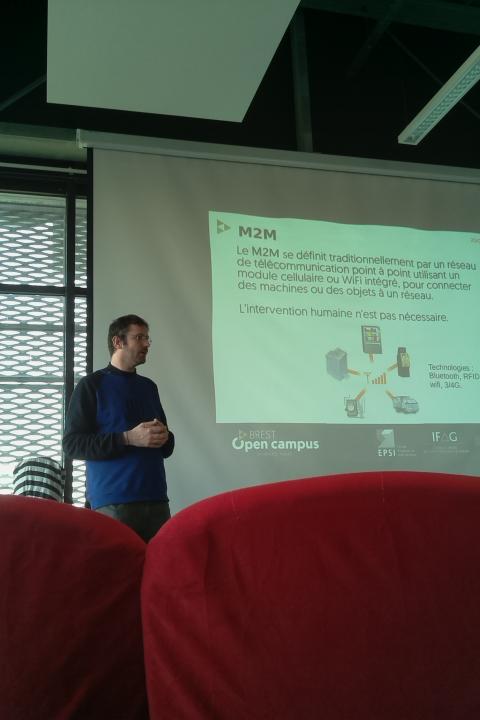 M2M
Le M2M se définit traditionnellement par un réseau
de télécommunication point à point utilisant un
module cellulaire ou WiFi intégré, pour connecter
des machines ou des objets à un réseau.
L'intervention humaine n'est pas nécessaire.
Technologies :
Bluetooth, RFID
wifi, 3/4G.
BREST
Open campus
EPSI
IFAG